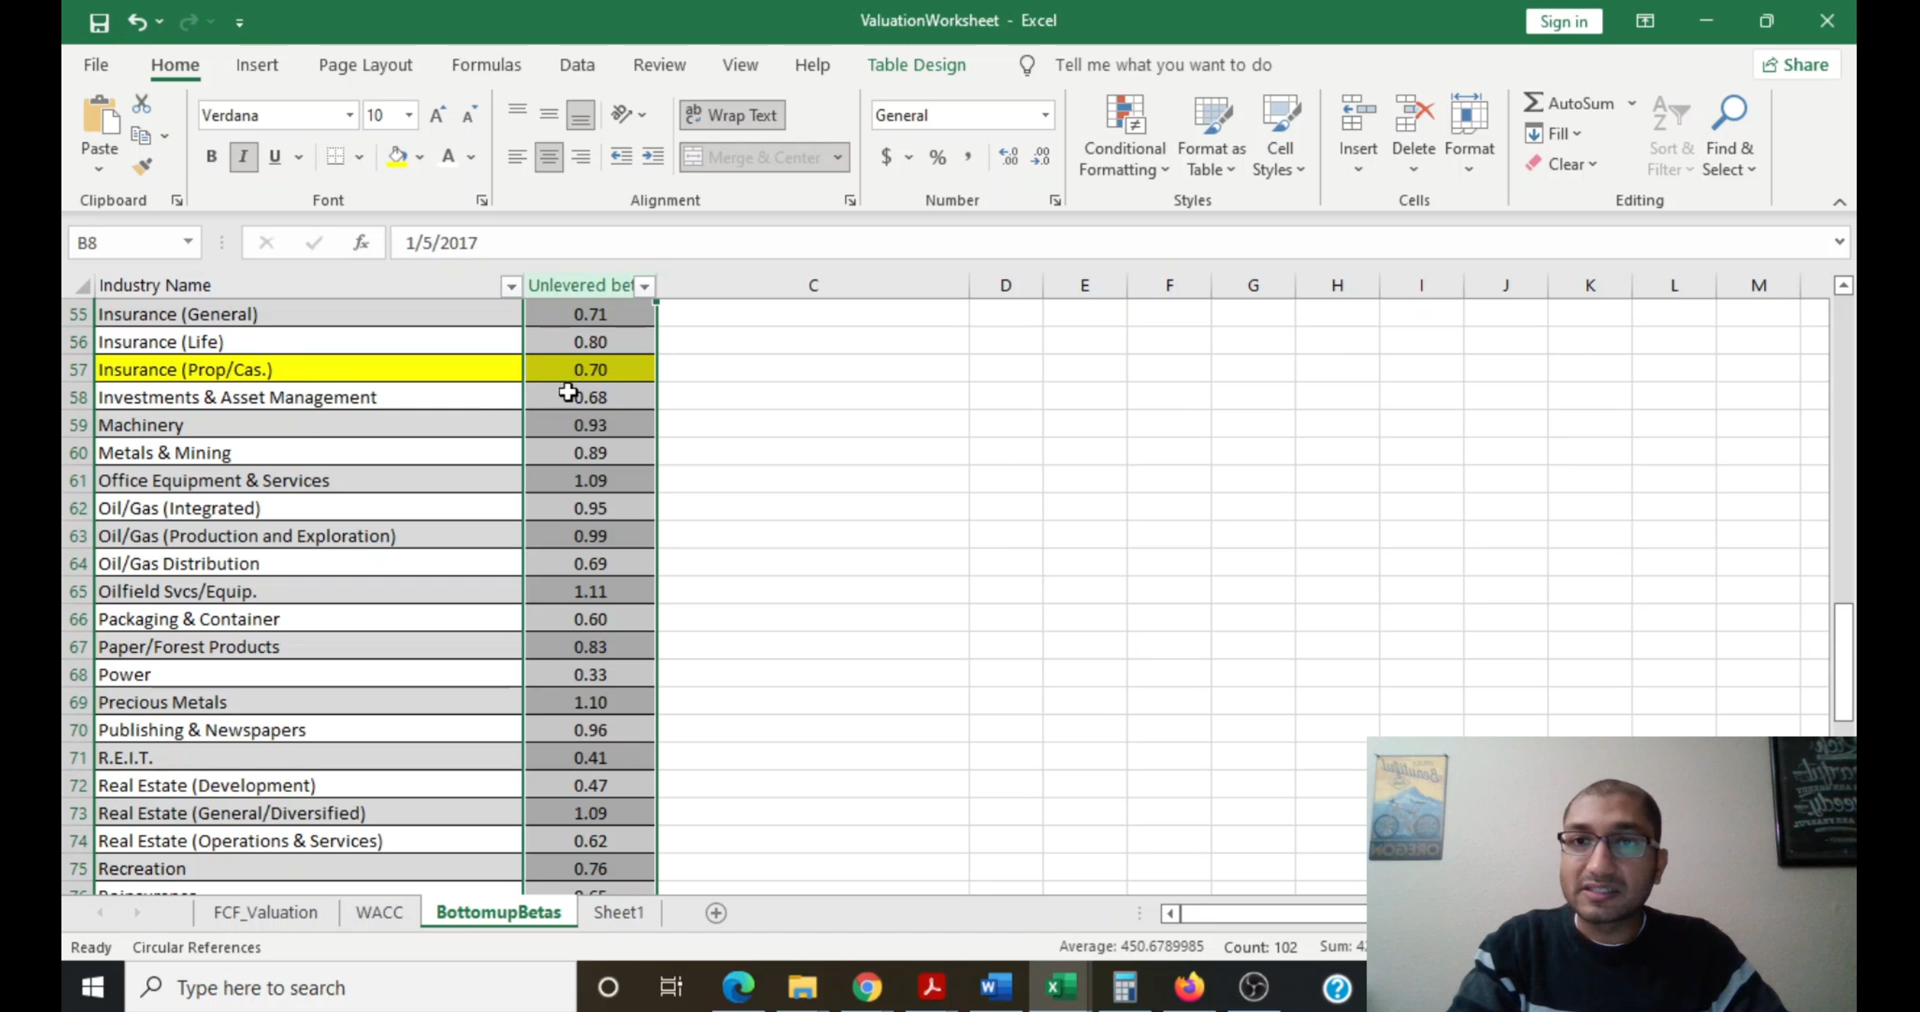 ValuationWorksheet - Excel
Sign in
File Home Insert Page Layout Formulas Data Review View Help Table Design Tell me what you want to do Share
Paste
Clipboard
Verdana 10
B I U A
Font
Wrap Text
Merge & Center
Alignment
General
$ %
Number
Conditional Formatting
Format as Table
Cell Styles
Styles
Insert Delete Format
Cells
AutoSum
Fill
Clear
Sort & Filter
Find & Select
Editing
B8 fx 1/5/2017
Industry Name Unlevered bet C D E F G H I J K L M
55 Insurance (General) 0.71
56 Insurance (Life) 0.80
57 Insurance (Prop/Cas.) 0.70
58 Investments & Asset Management 0.68
59 Machinery 0.93
60 Metals & Mining 0.89
61 Office Equipment & Services 1.09
62 Oil/Gas (Integrated) 0.95
63 Oil/Gas (Production and Exploration) 0.99
64 Oil/Gas Distribution 0.69
65 Oilfield Svcs/Equip. 1.11
66 Packaging & Container 0.60
67 Paper/Forest Products 0.83
68 Power 0.33
69 Precious Metals 1.10
70 Publishing & Newspapers 0.96
71 R.E.I.T. 0.41
72 Real Estate (Development) 0.47
73 Real Estate (General/Diversified) 1.09
74 Real Estate (Operations & Services) 0.62
75 Recreation 0.76
FCF_Valuation WACC BottomupBetas Sheet1
Ready Circular References Average: 450.6789985 Count: 102 Sum:
Type here to search
Beautiful
OREGON